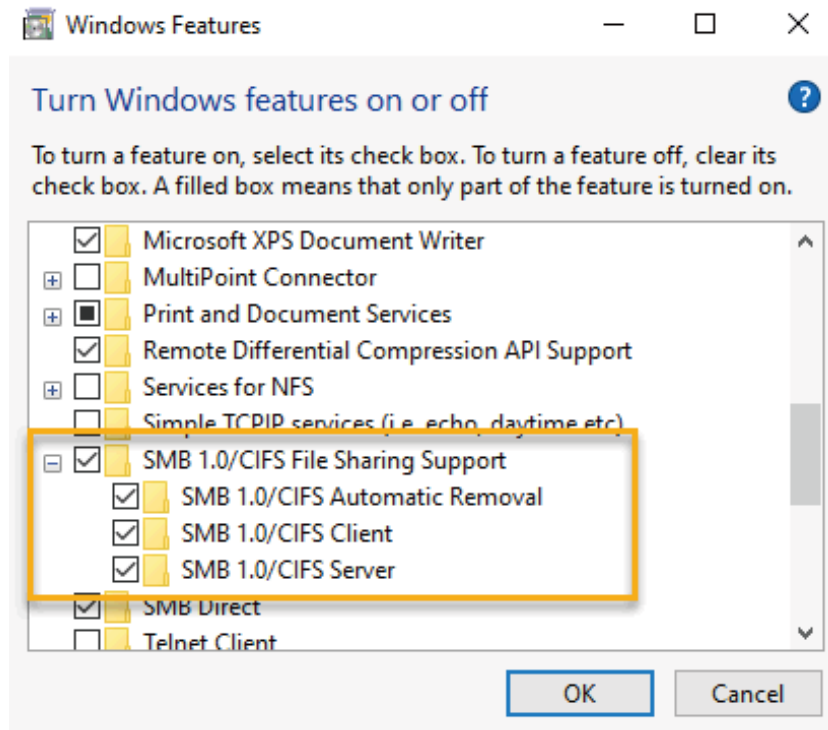 Windows Features
Turn Windows features on or off
?
To turn a feature on, select its check box. To turn a feature off, clear its
check box. A filled box means that only part of the feature is turned on.
Microsoft XPS Document Writer
MultiPoint Connector
Print and Document Services
Remote Differential Compression API Support
Services for NFS
Simple TCPIP services (i.e. echo, daytime etc)
SMB 1.0/CIFS File Sharing Support
SMB 1.0/CIFS Automatic Removal
SMB 1.0/CIFS Client
SMB 1.0/CIFS Server
SMB Direct
Telnet Client
OK
Cancel